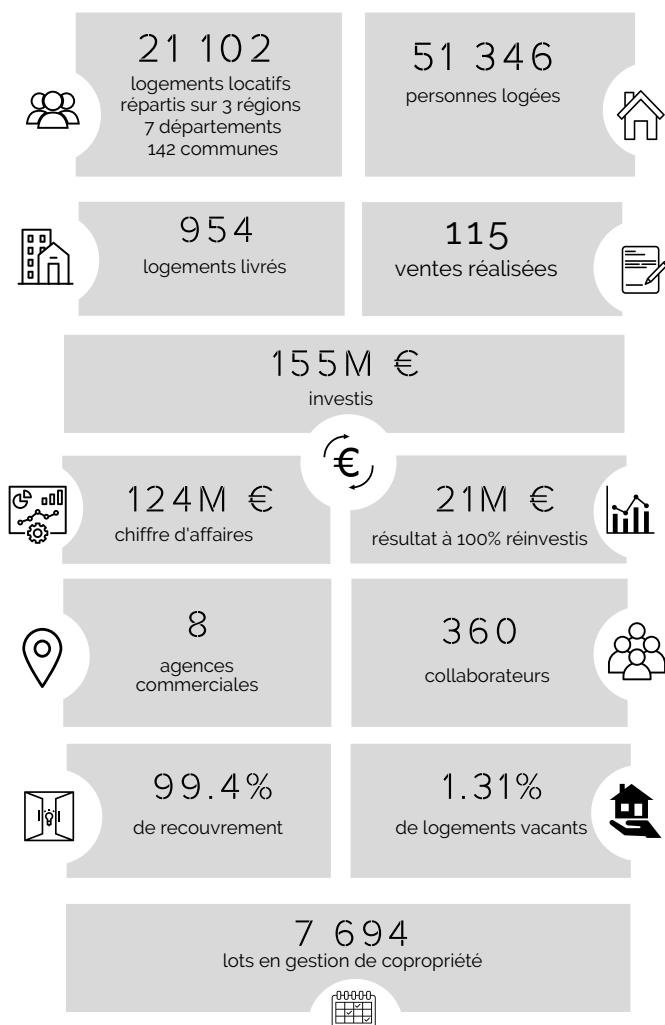 21 102
logements locatifs
répartis sur 3 régions
7 départements
142 communes
51 346
personnes logées
954
logements livrés
115
ventes réalisées
155M €
investis
€
124M €
chiffre d'affaires
21M €
résultat à 100% réinvestis
8
agences
commerciales
360
collaborateurs
99.4%
de recouvrement
1.31%
de logements vacants
7 694
lots en gestion de copropriété